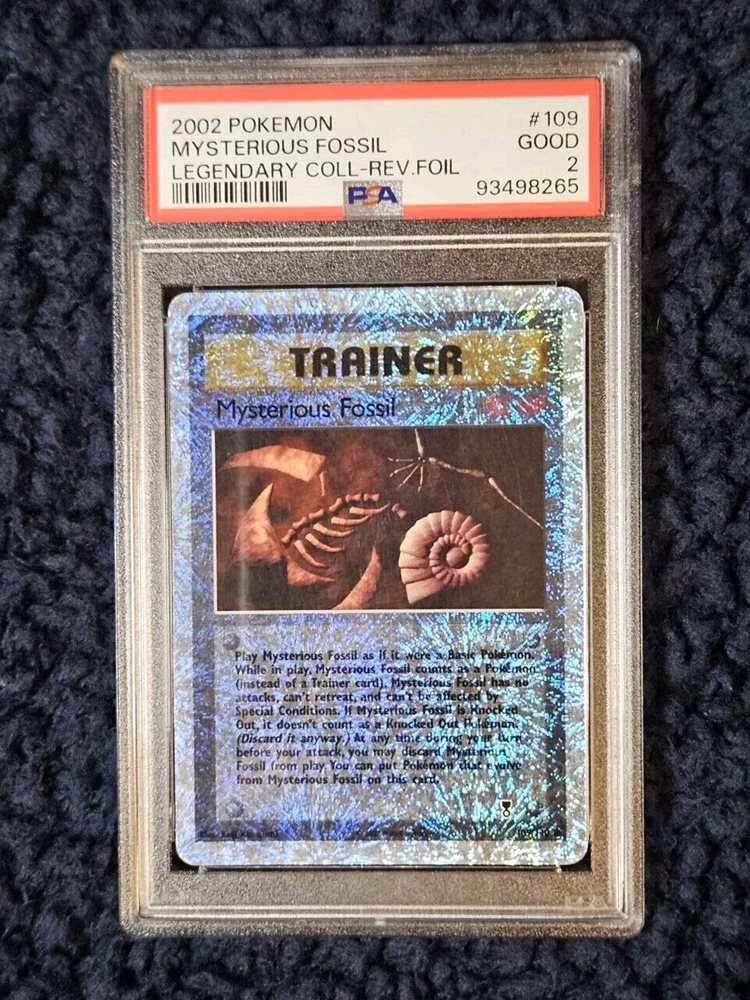 2002 POKEMON #109
MYSTERIOUS FOSSIL GOOD
LEGENDARY COLL-REV.FOIL 2
PSA 93498265
TRAINER
Mysterious Fossil
Play Mysterious Fossil as if it were a Basic Pokémon.
While in play, Mysterious Fossil counts as a Pokémon
(instead of a Trainer card). Mysterious Fossil has no
attacks, can't retreat, and can't be affected by
Special Conditions. If Mysterious Fossil is Knocked
Out, it doesn't count as a Knocked Out Pokémon.
(Discard it anyway.) At any time during your turn
before your attack, you may discard Mysterious
Fossil from play. You can put Pokémon that evolve
from Mysterious Fossil on this card.